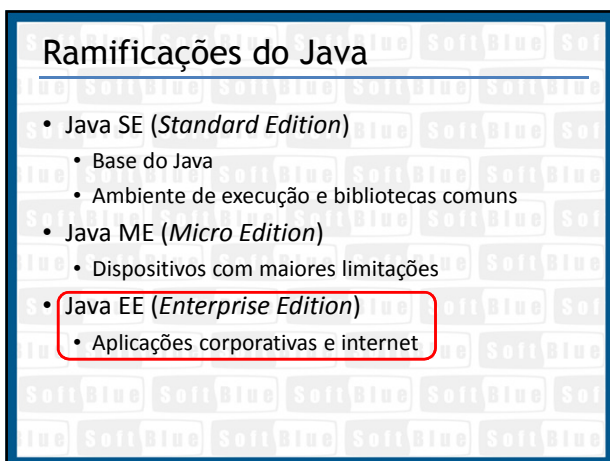 Ramificações do Java
• Java SE (Standard Edition)
• Base do Java
• Ambiente de execução e bibliotecas comuns
• Java ME (Micro Edition)
• Dispositivos com maiores limitações
• Java EE (Enterprise Edition)
• Aplicações corporativas e internet